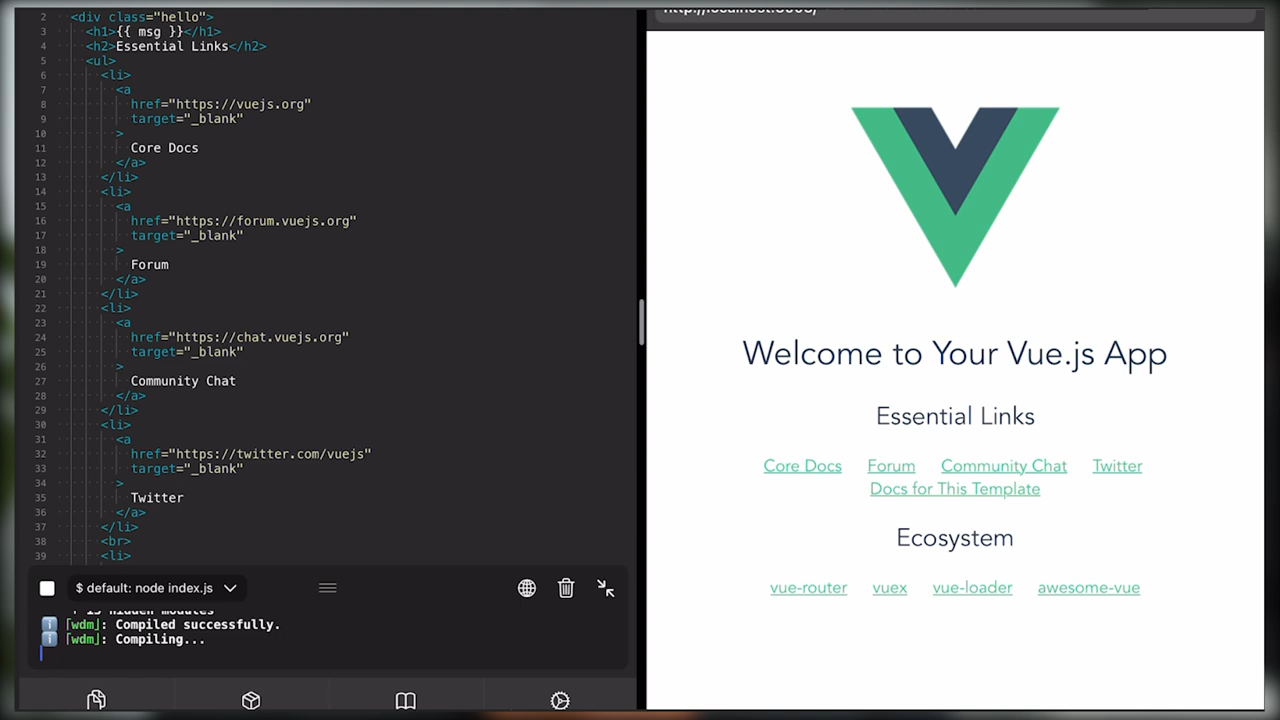 2 <div class="hello">
3 <h1>{{ msg }}</h1>
4 <h2>Essential Links</h2>
5 <ul>
6 <li>
7 <a
8 href="https://vuejs.org"
9 target="_blank"
10 >
11 Core Docs
12 </a>
13 </li>
14 <li>
15 <a
16 href="https://forum.vuejs.org"
17 target="_blank"
18 >
19 Forum
20 </a>
21 </li>
22 <li>
23 <a
24 href="https://chat.vuejs.org"
25 target="_blank"
26 >
27 Community Chat
28 </a>
29 </li>
30 <li>
31 <a
32 href="https://twitter.com/vuejs"
33 target="_blank"
34 >
35 Twitter
36 </a>
37 </li>
38 <br>
39 <li>
$ default: node index.js
hidden modules
[wdm]: Compiled successfully.
[wdm]: Compiling...
Welcome to Your Vue.js App
Essential Links
Core Docs Forum Community Chat Twitter
Docs for This Template
Ecosystem
vue-router vuex vue-loader awesome-vue